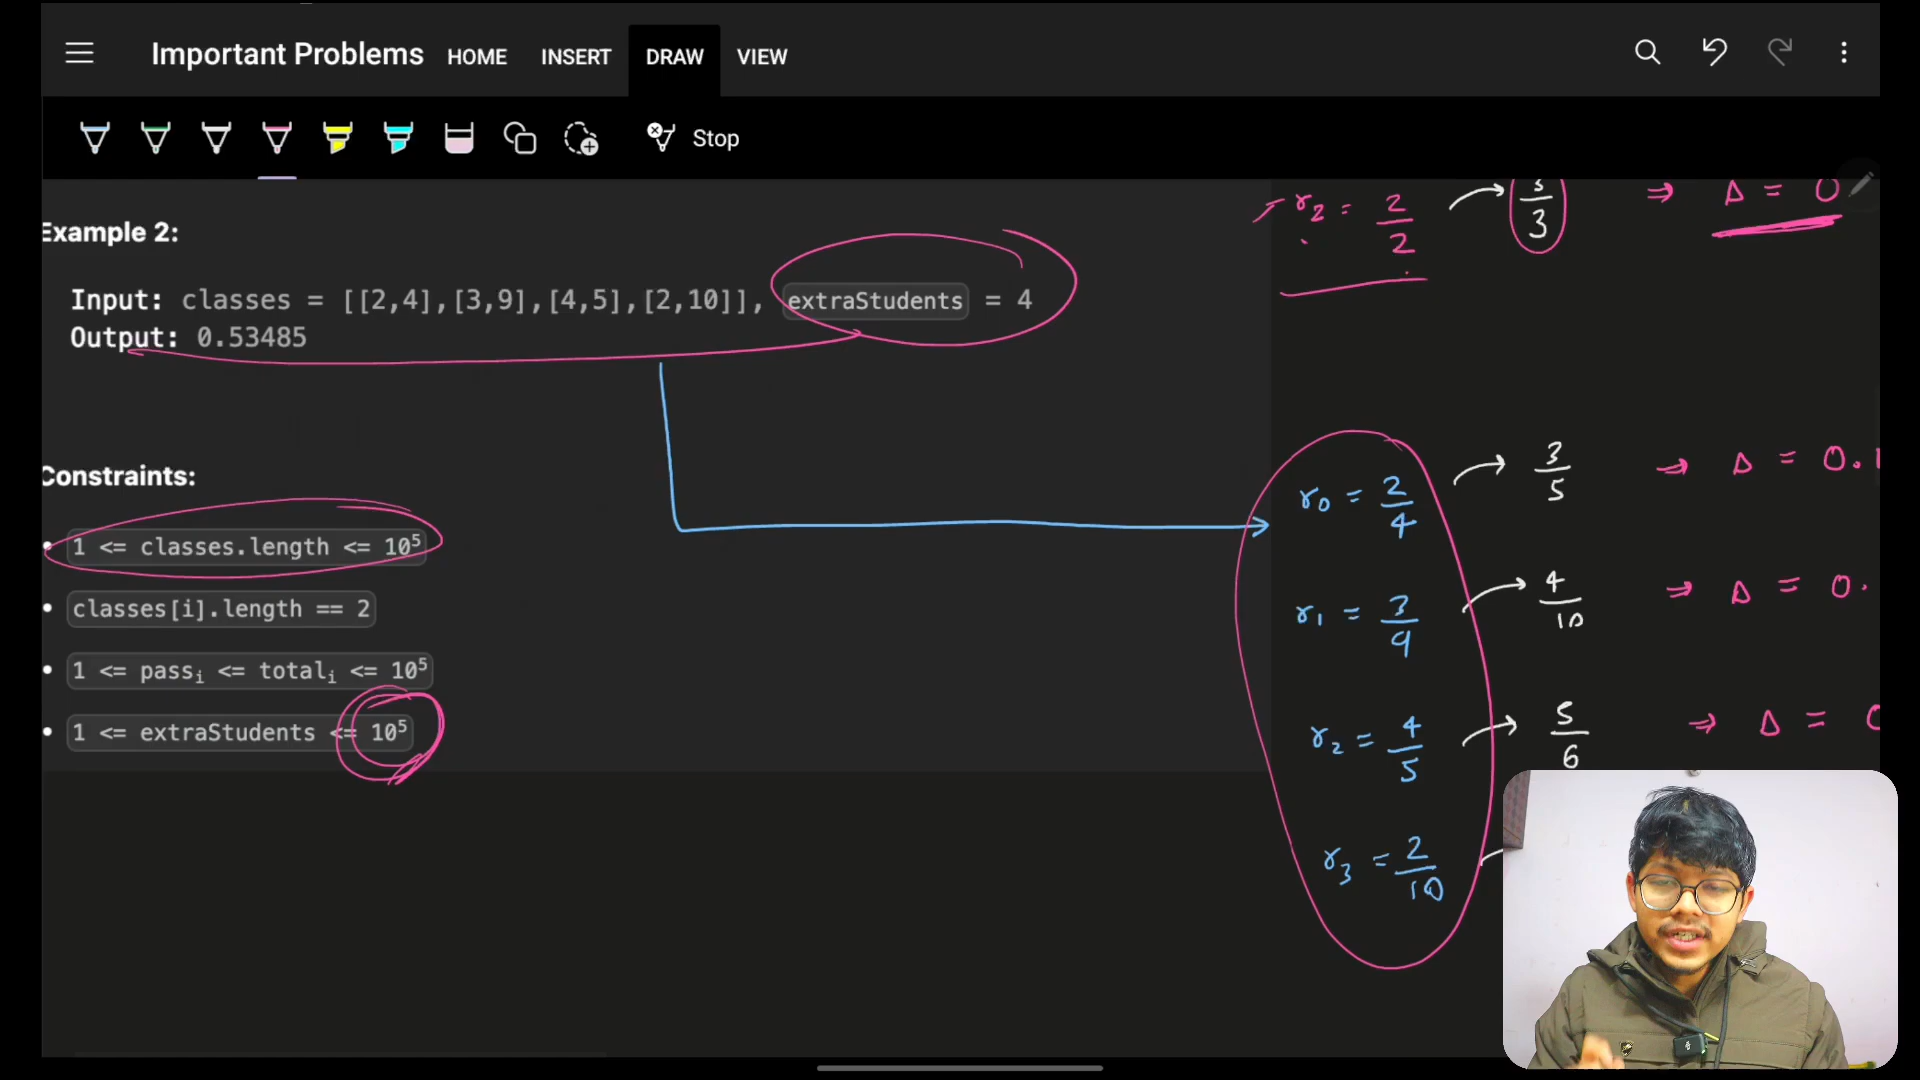 Important Problems HOME INSERT DRAW VIEW
Stop
r₂ = 2/2 3 ⇒ Δ = 0
Example 2:
Input: classes = [[2,4],[3,9],[4,5],[2,10]], extraStudents = 4
Output: 0.53485
Constraints:
1 <= classes.length <= 10⁵
classes[i].length == 2
1 <= passᵢ <= totalᵢ <= 10⁵
1 <= extraStudents <= 10⁵
r₀ = 2/4 3/5 ⇒ Δ = 0.
r₁ = 3/9 4/10 ⇒ Δ = 0.
r₂ = 4/5 5/6 ⇒ Δ =
r₃ = 2/10